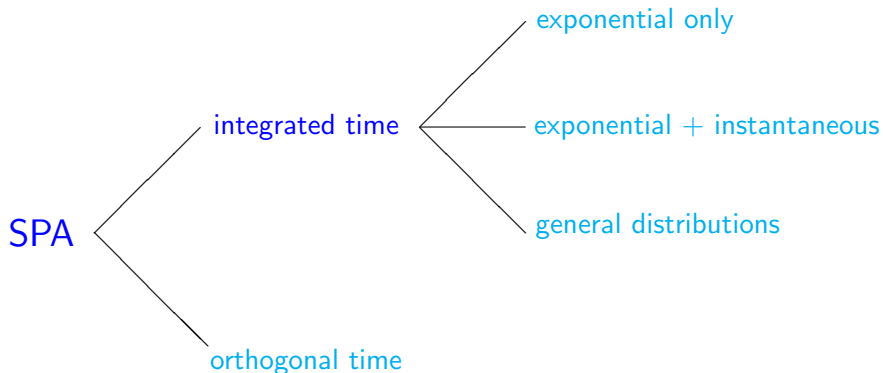 exponential only
integrated time
exponential + instantaneous
SPA
general distributions
orthogonal time